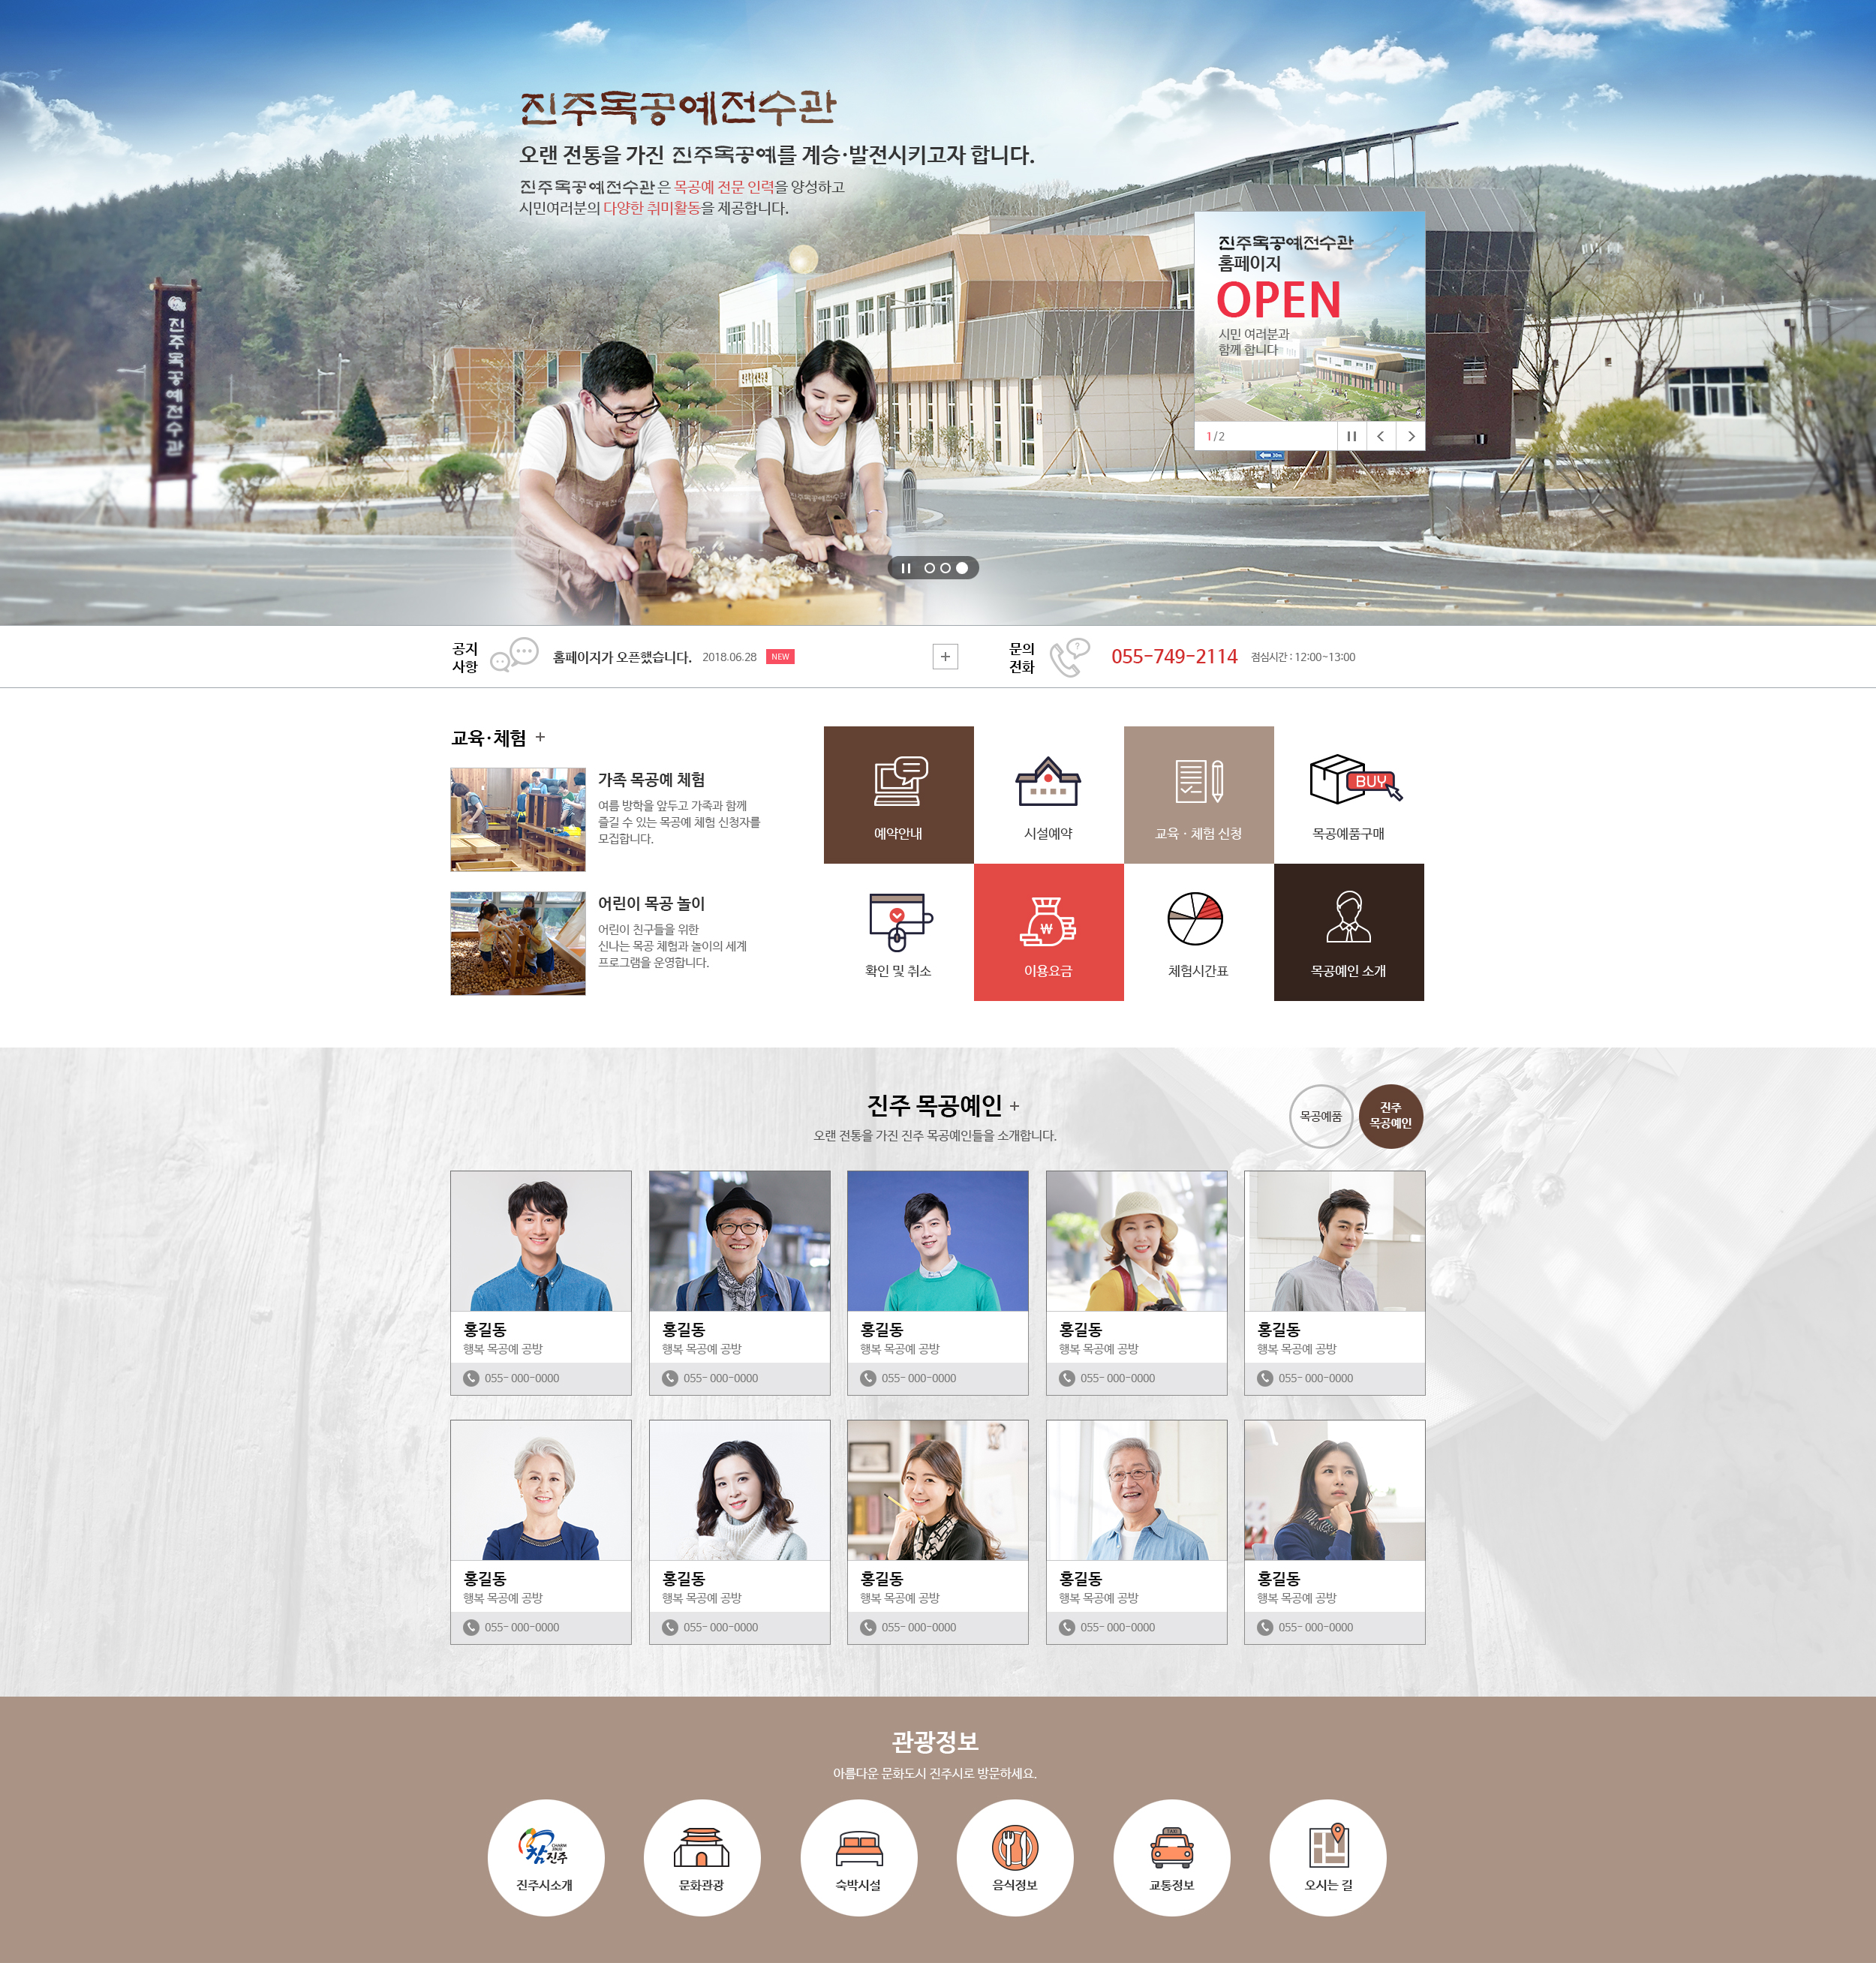 진주목공예전수관
오랜 전통을 가진 진주목공예를 계승·발전시키고자 합니다.
진주목공예전수관은 목공예 전문 인력을 양성하고
시민여러분의 다양한 취미활동을 제공합니다.
진주목공예전수관
진주목공예전수관
홈페이지
OPEN
시민 여러분과
함께 합니다
1/2
진주목공예전수관
진주목공예전수관
공지
사항
홈페이지가 오픈했습니다. 2018.06.28 NEW
+
문의
전화
?
055-749-2114 점심시간 : 12:00~13:00
교육·체험 +
가족 목공예 체험
여름 방학을 앞두고 가족과 함께
즐길 수 있는 목공예 체험 신청자를
모집합니다.
어린이 목공 놀이
어린이 친구들을 위한
신나는 목공 체험과 놀이의 세계
프로그램을 운영합니다.
예약안내
시설예약
교육 · 체험 신청
BUY
목공예품구매
확인 및 취소
₩
이용요금
체험시간표
목공예인 소개
진주 목공예인 +
오랜 전통을 가진 진주 목공예인들을 소개합니다.
목공예품
진주
목공예인
홍길동
행복 목공예 공방
055- 000-0000
홍길동
행복 목공예 공방
055- 000-0000
홍길동
행복 목공예 공방
055- 000-0000
홍길동
행복 목공예 공방
055- 000-0000
홍길동
행복 목공예 공방
055- 000-0000
홍길동
행복 목공예 공방
055- 000-0000
홍길동
행복 목공예 공방
055- 000-0000
홍길동
행복 목공예 공방
055- 000-0000
홍길동
행복 목공예 공방
055- 000-0000
홍길동
행복 목공예 공방
055- 000-0000
관광정보
아름다운 문화도시 진주시로 방문하세요.
참진주
진주시소개
문화관광
숙박시설
음식정보
TAXI
교통정보
오시는 길